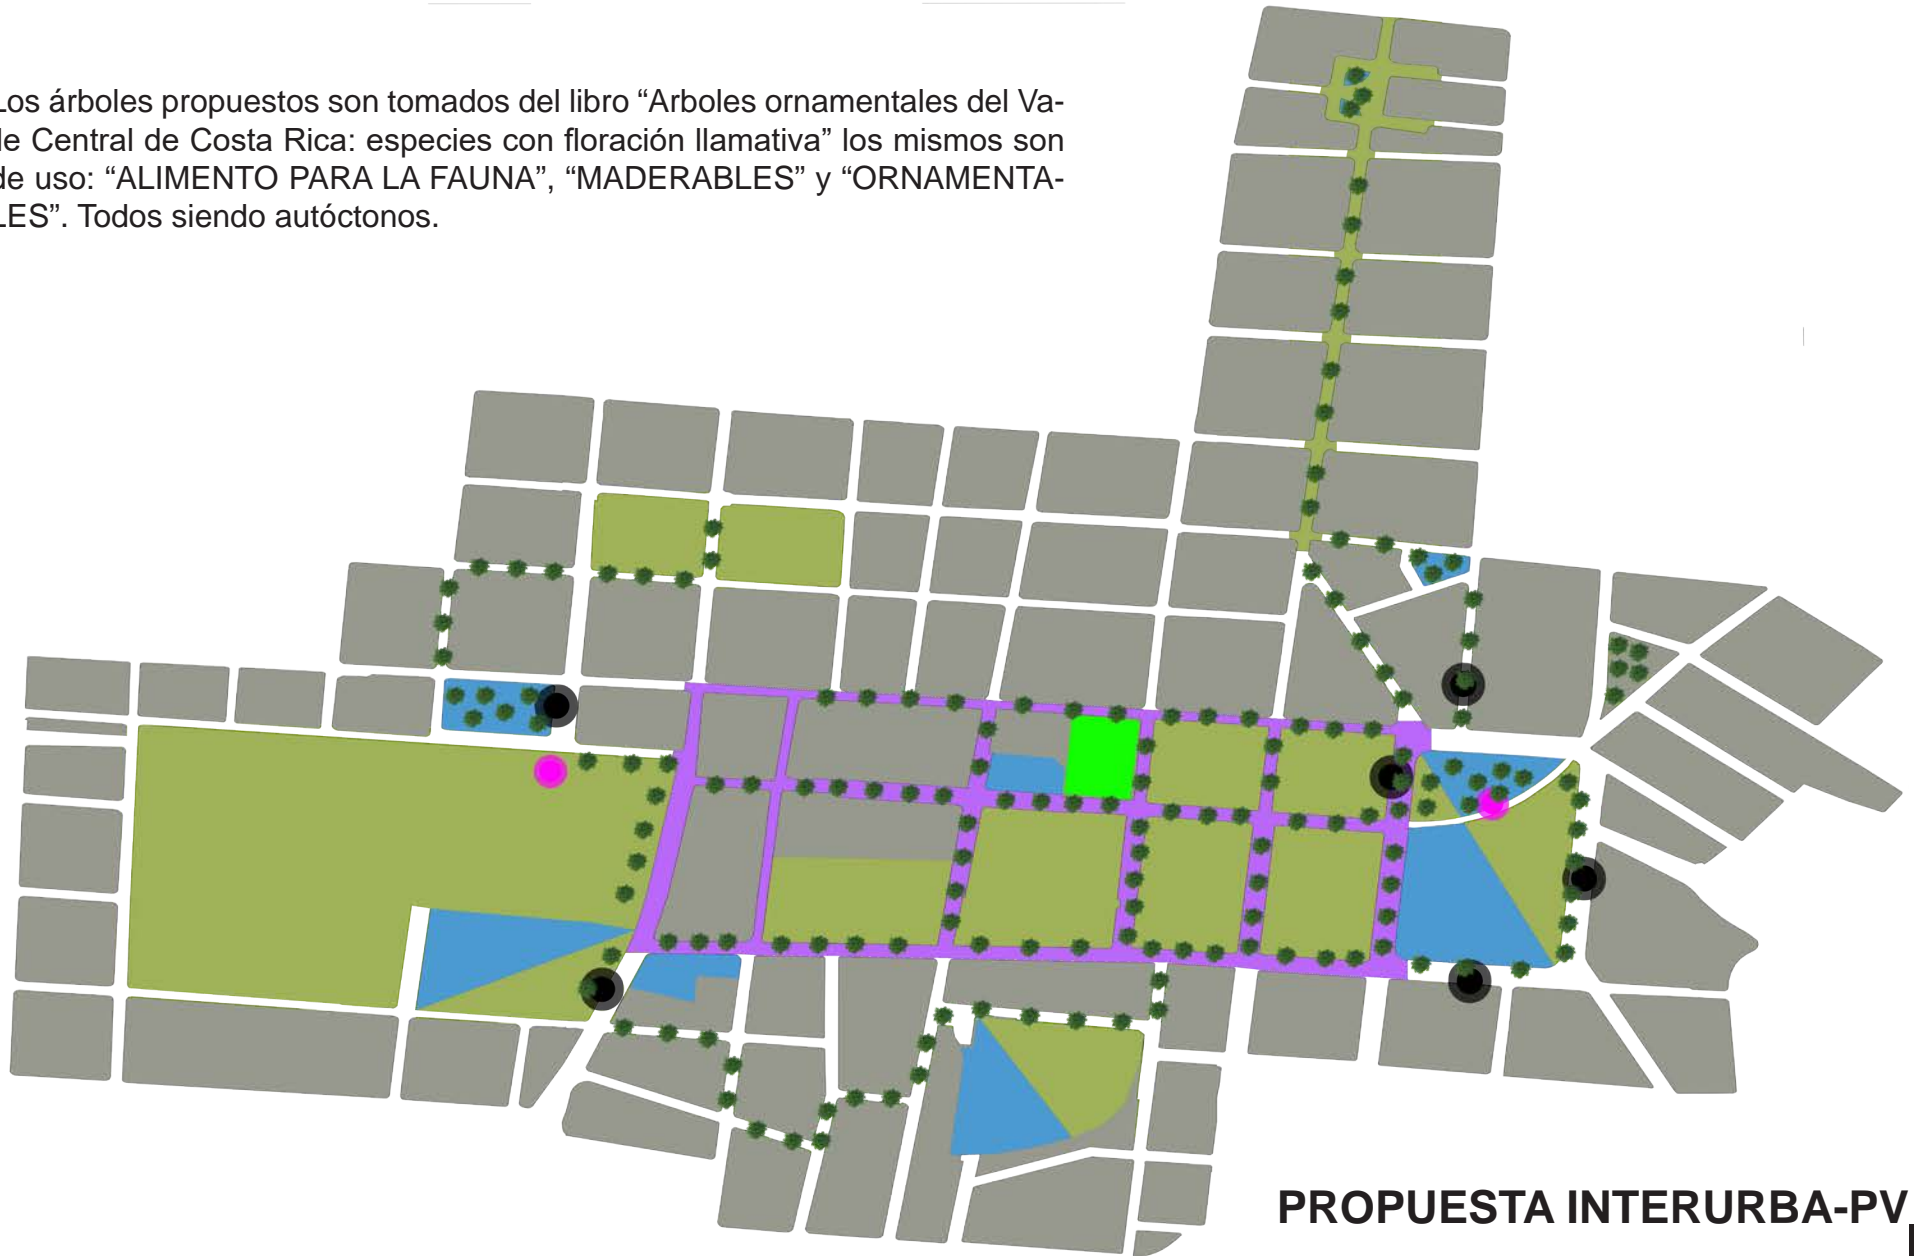 Los árboles propuestos son tomados del libro “Arboles ornamentales del Va-
le Central de Costa Rica: especies con floración llamativa” los mismos son
de uso: “ALIMENTO PARA LA FAUNA”, “MADERABLES” y “ORNAMENTA-
LES”. Todos siendo autóctonos.
PROPUESTA INTERURBA-PV